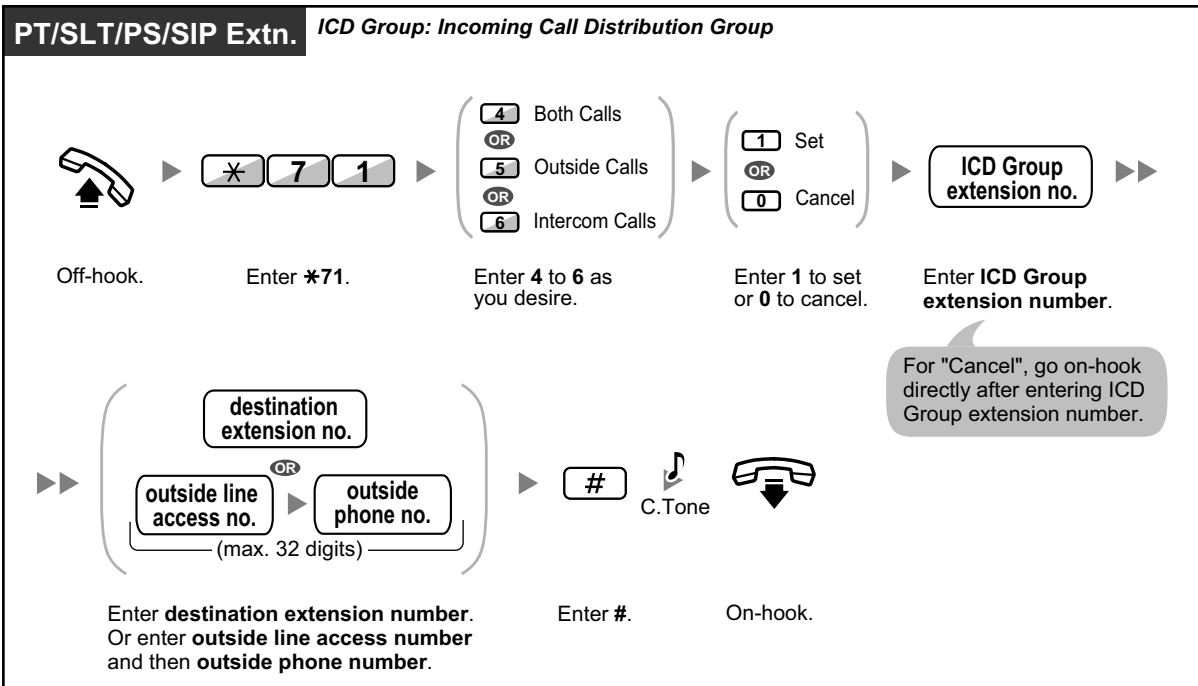 PT/SLT/PS/SIP Extn.
ICD Group: Incoming Call Distribution Group
4 Both Calls
OR
5 Outside Calls
OR
6 Intercom Calls
1 Set
OR
0 Cancel
✳ 7 1
ICD Group
extension no.
Off-hook.
Enter ✳71.
Enter 4 to 6 as
you desire.
Enter 1 to set
or 0 to cancel.
Enter ICD Group
extension number.
For "Cancel", go on-hook
directly after entering ICD
Group extension number.
destination
extension no.
OR
outside line
access no.
outside
phone no.
(max. 32 digits)
#
C.Tone
Enter destination extension number.
Or enter outside line access number
and then outside phone number.
Enter #.
On-hook.